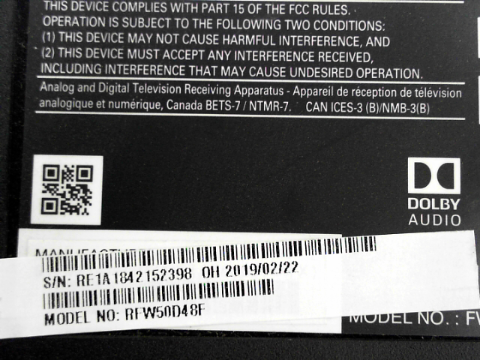 THIS DEVICE COMPLIES WITH PART 15 OF THE FCC RULES.
OPERATION IS SUBJECT TO THE FOLLOWING TWO CONDITIONS:
(1) THIS DEVICE MAY NOT CAUSE HARMFUL INTERFERENCE, AND
(2) THIS DEVICE MUST ACCEPT ANY INTERFERENCE RECEIVED,
INCLUDING INTERFERENCE THAT MAY CAUSE UNDESIRED OPERATION.
Analog and Digital Television Receiving Apparatus - Appareil de réception de télévision
analogique et numérique, Canada BETS-7 / NTMR-7. CAN ICES-3 (B)/NMB-3(B)
DOLBY
AUDIO
S/N: RE1A1842152398 OH 2019/02/22
MODEL NO: RFW50D48F
MODEL NO. :